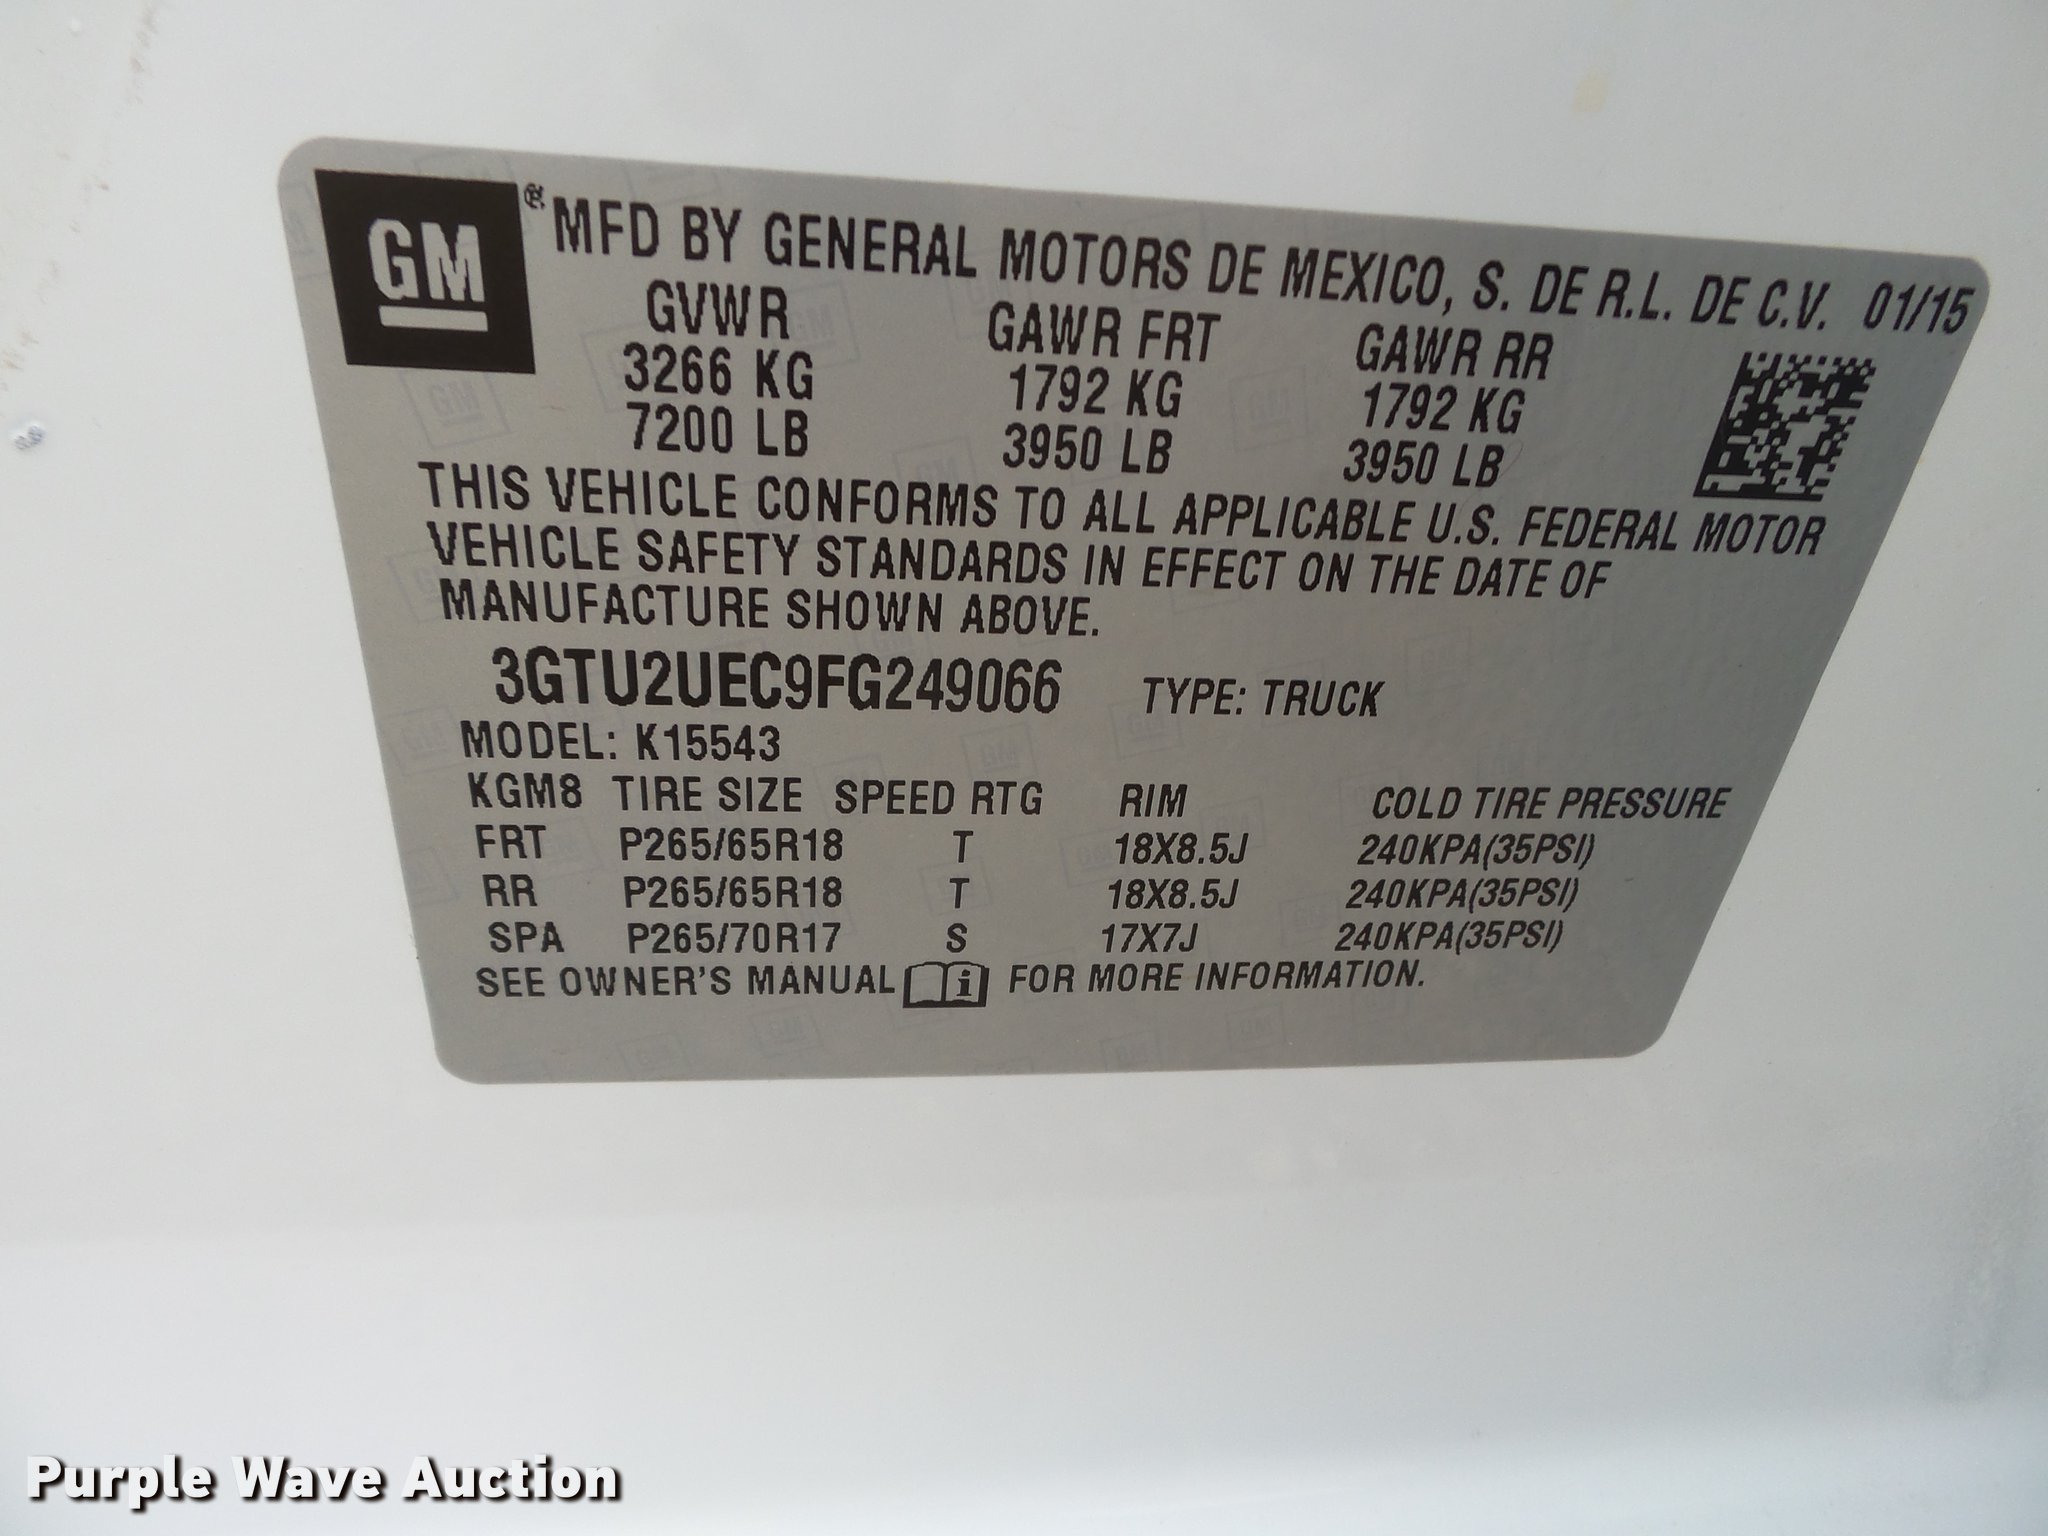 GM ® MFD BY GENERAL MOTORS DE MEXICO, S. DE R.L. DE C.V. 01/15
GVWR GAWR FRT GAWR RR
3266 KG 1792 KG 1792 KG
7200 LB 3950 LB 3950 LB
THIS VEHICLE CONFORMS TO ALL APPLICABLE U.S. FEDERAL MOTOR
VEHICLE SAFETY STANDARDS IN EFFECT ON THE DATE OF
MANUFACTURE SHOWN ABOVE.
3GTU2UEC9FG249066 TYPE: TRUCK
MODEL: K15543
KGM8 TIRE SIZE SPEED RTG RIM COLD TIRE PRESSURE
FRT P265/65R18 T 18X8.5J 240KPA(35PSI)
RR P265/65R18 T 18X8.5J 240KPA(35PSI)
SPA P265/70R17 S 17X7J 240KPA(35PSI)
SEE OWNER'S MANUAL i FOR MORE INFORMATION.
Purple Wave Auction